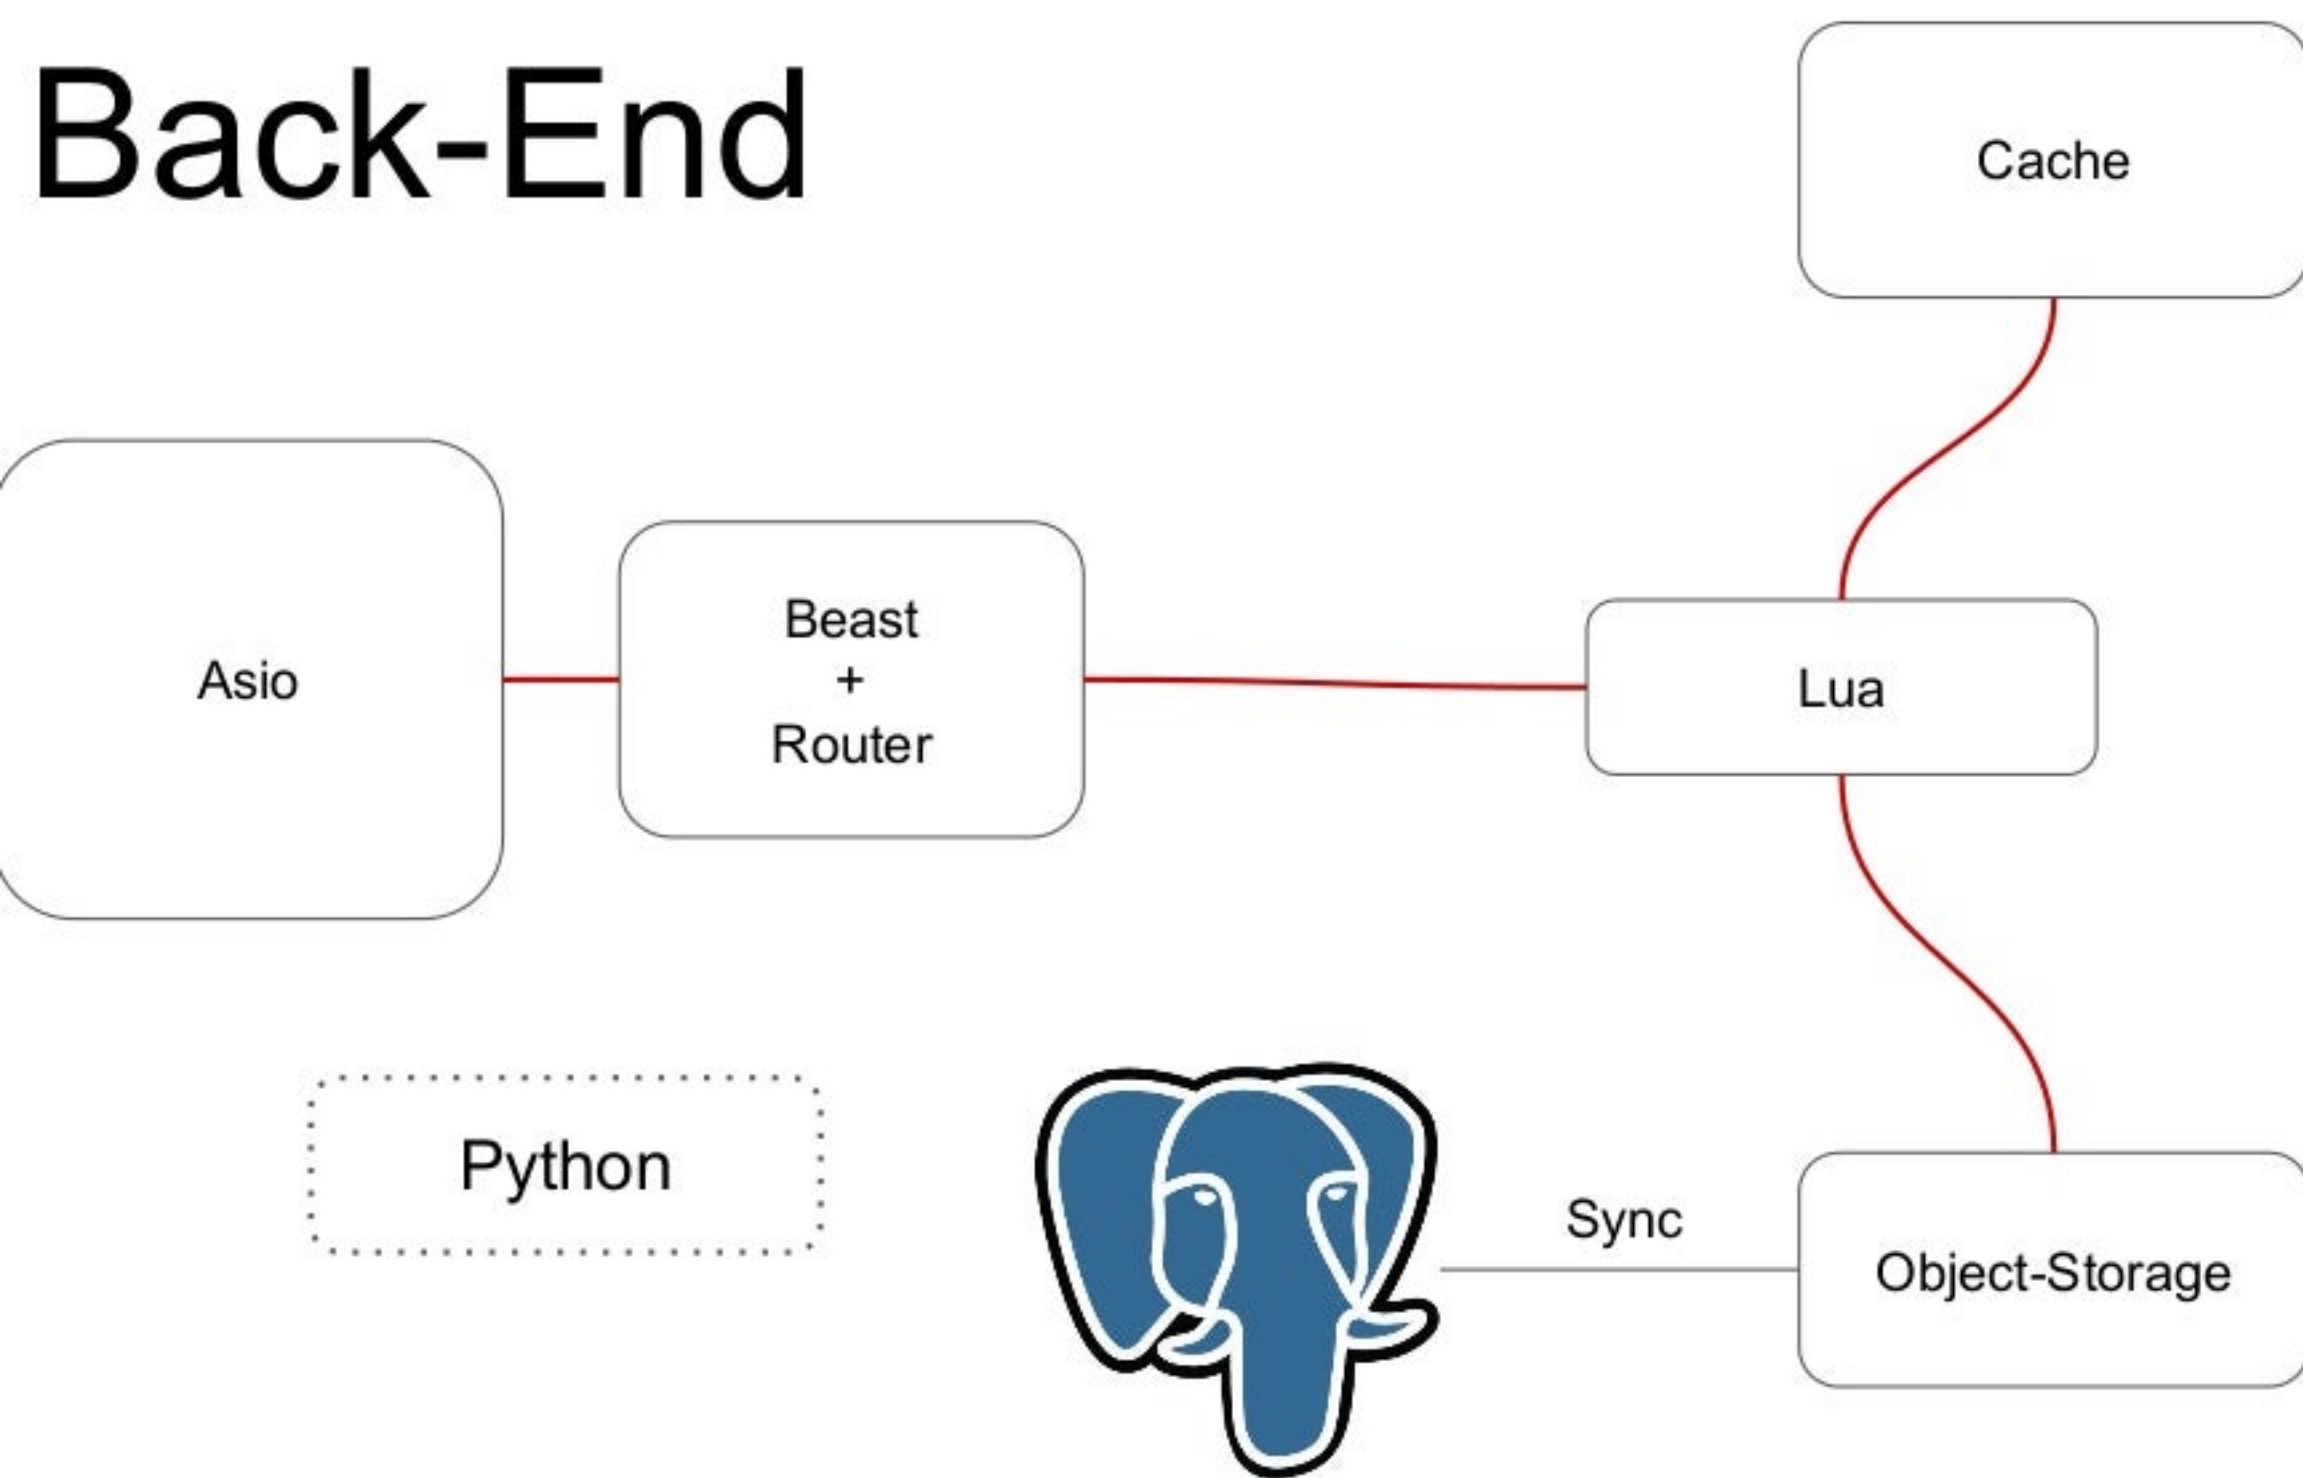 Back-End
Cache
Asio
Beast
+
Router
Lua
Python
Sync
Object-Storage